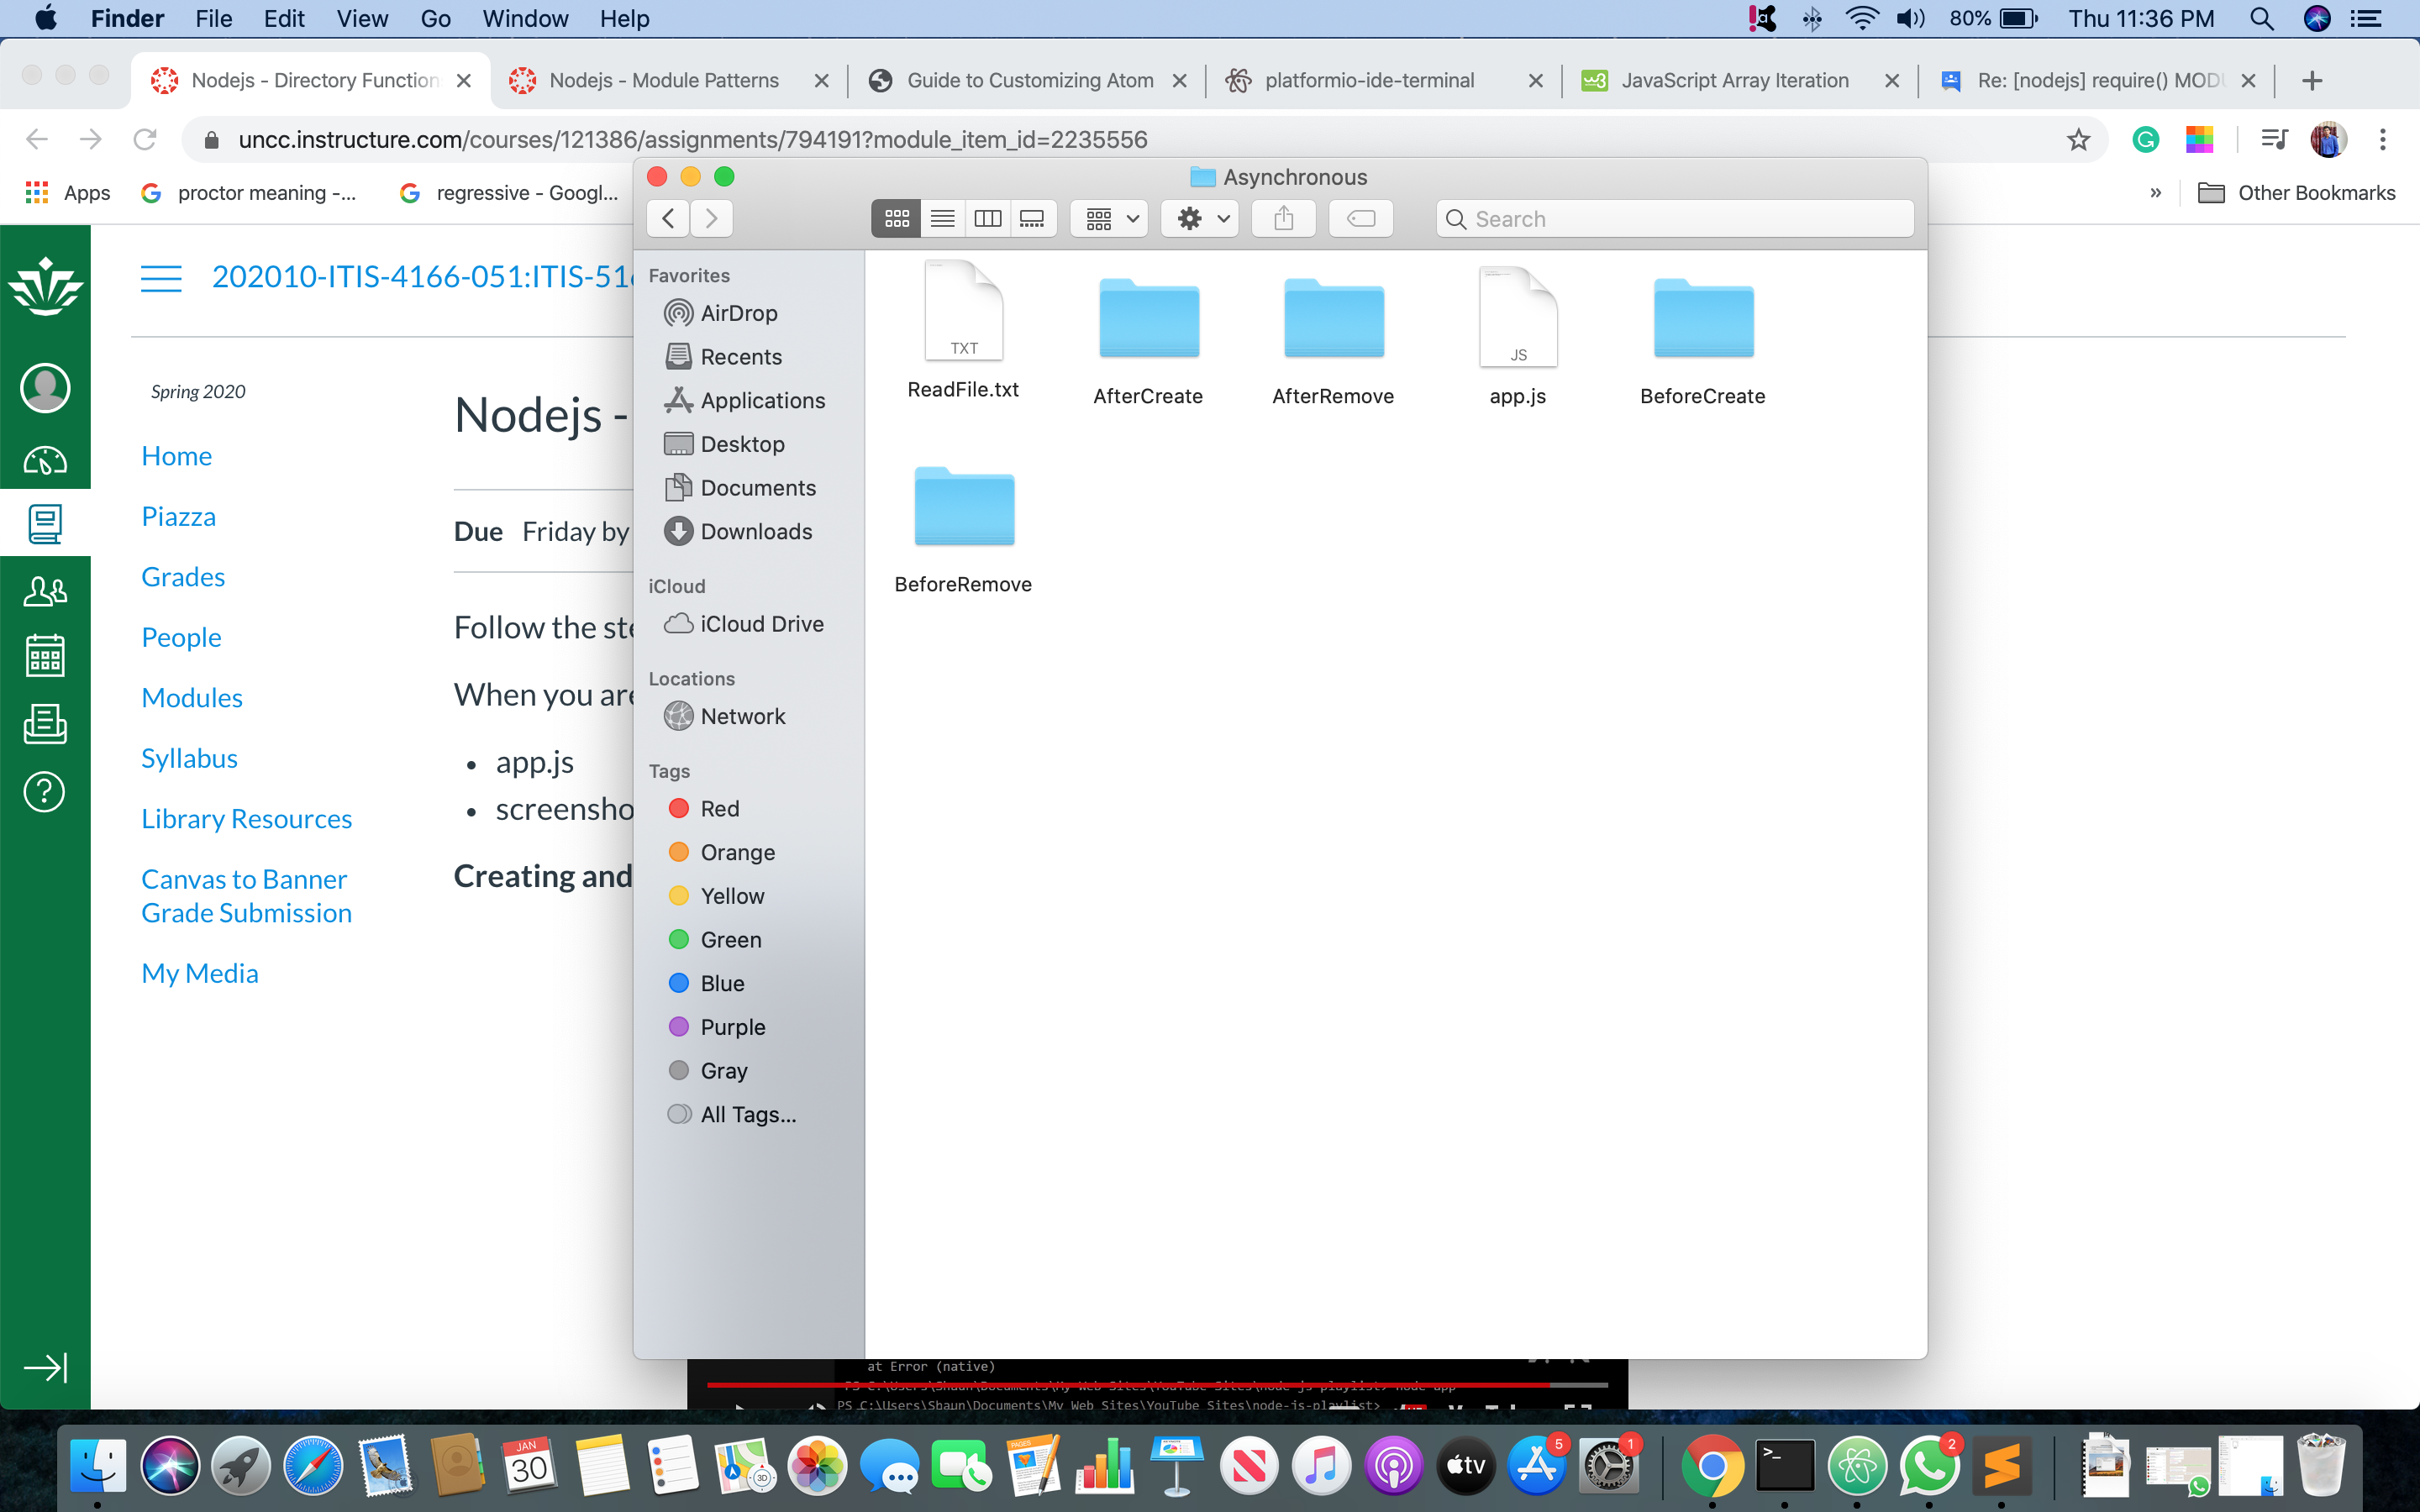 Finder File Edit View Go Window Help 80% Thu 11:36 PM
Nodejs - Directory Function Nodejs - Module Patterns Guide to Customizing Atom platformio-ide-terminal JavaScript Array Iteration Re: [nodejs] require() MODU
uncc.instructure.com/courses/121386/assignments/794191?module_item_id=2235556
Apps proctor meaning -... regressive - Googl... » Other Bookmarks
202010-ITIS-4166-051:ITIS-51
Spring 2020
Home
Piazza
Grades
People
Modules
Syllabus
Library Resources
Canvas to Banner
Grade Submission
My Media
Nodejs -
Due Friday by
Follow the ste
When you are
• app.js
• screensho
Creating and
Asynchronous
Search
Favorites
AirDrop
Recents
Applications
Desktop
Documents
Downloads
iCloud
iCloud Drive
Locations
Network
Tags
Red
Orange
Yellow
Green
Blue
Purple
Gray
All Tags...
TXT
JS
ReadFile.txt AfterCreate AfterRemove app.js BeforeCreate
BeforeRemove
at Error (native)
PS C:\Users\Shaun\Documents\My Web Sites\YouTube Sites\node-js-playlist> node app
PS C:\Users\Shaun\Documents\My Web Sites\YouTube Sites\node-js-playlist>
JAN
30
PAGES
3D
tv
5
1
>_
2